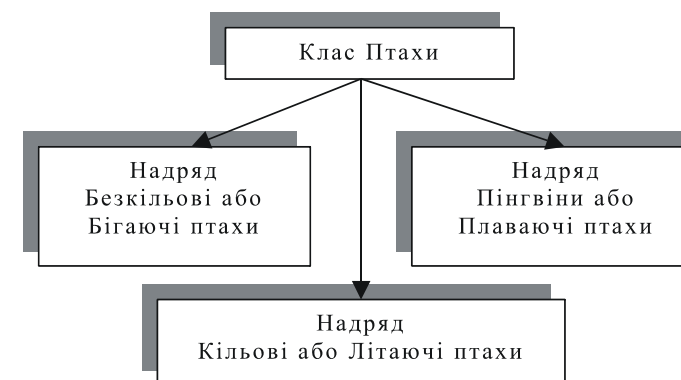 Клас Птахи
Надряд
Безкільові або
Бігаючі птахи
Надряд
Пінгвіни або
Плаваючі птахи
Надряд
Кільові або Літаючі птахи